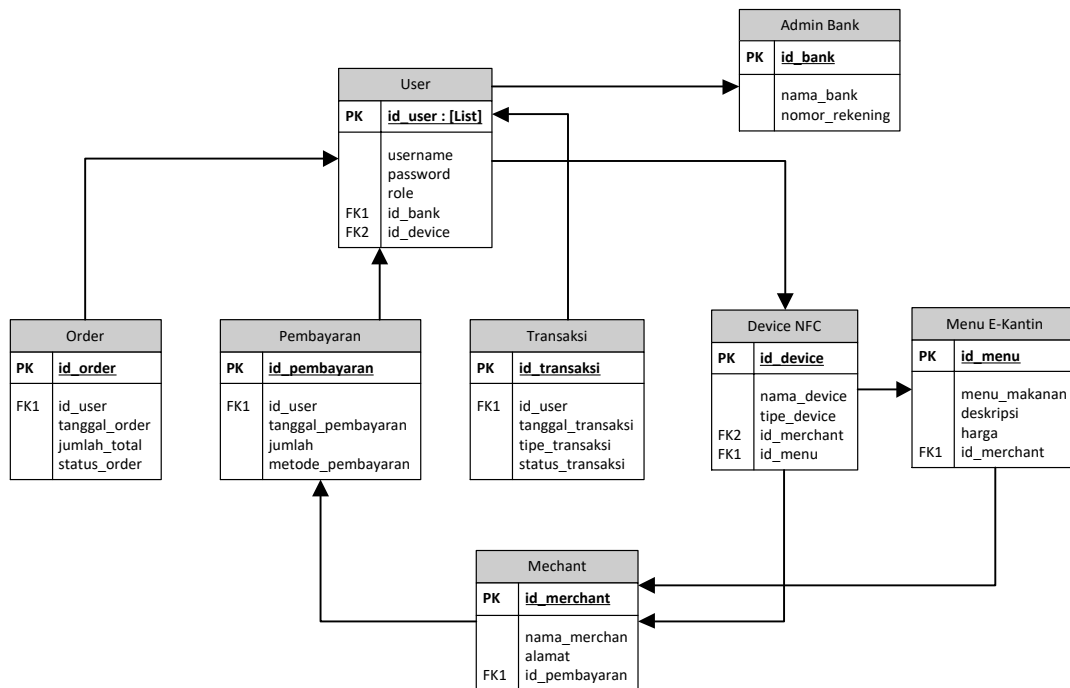 Admin Bank
PK id_bank
nama_bank
nomor_rekening
User
PK id_user : [List]
username
password
role
FK1 id_bank
FK2 id_device
Order
PK id_order
FK1 id_user
tanggal_order
jumlah_total
status_order
Pembayaran
PK id_pembayaran
FK1 id_user
tanggal_pembayaran
jumlah
metode_pembayaran
Transaksi
PK id_transaksi
FK1 id_user
tanggal_transaksi
tipe_transaksi
status_transaksi
Device NFC
PK id_device
nama_device
tipe_device
FK2 id_merchant
FK1 id_menu
Menu E-Kantin
PK id_menu
menu_makanan
deskripsi
harga
FK1 id_merchant
Mechant
PK id_merchant
nama_merchan
alamat
FK1 id_pembayaran